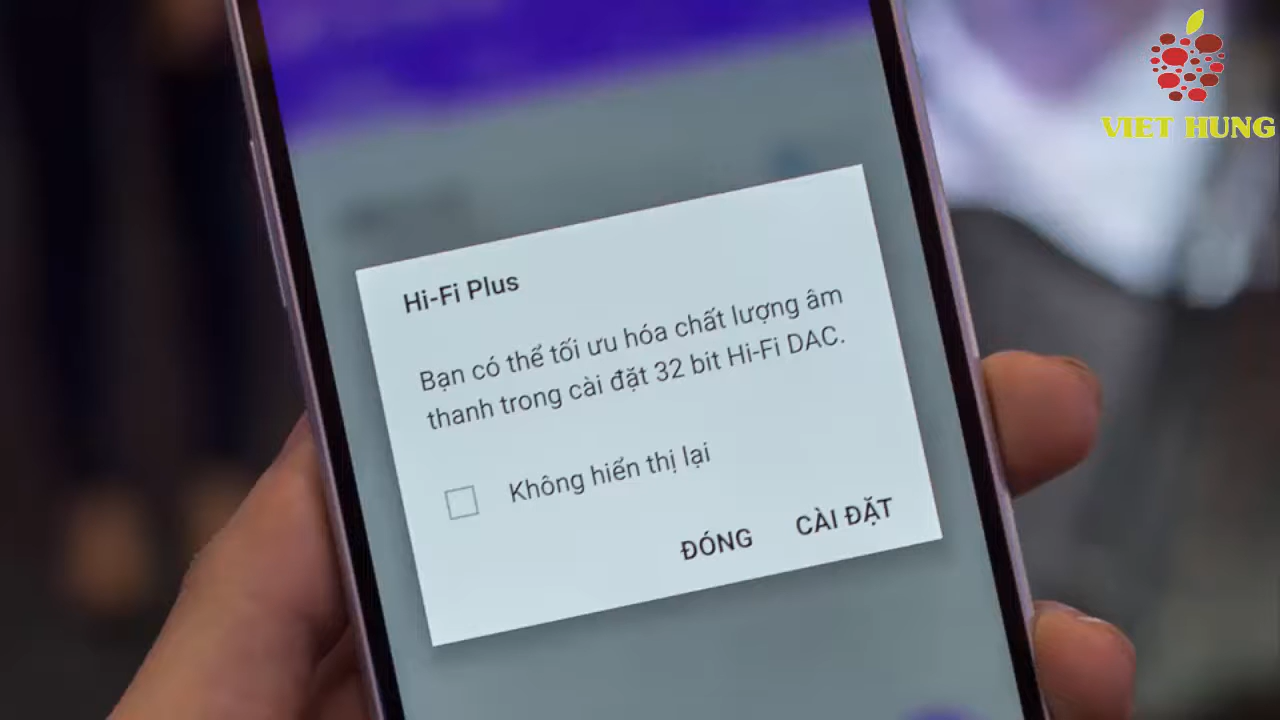 VIET HUNG
Hi-Fi Plus
Bạn có thể tối ưu hóa chất lượng âm
thanh trong cài đặt 32 bit Hi-Fi DAC.
Không hiển thị lại
ĐÓNG CÀI ĐẶT